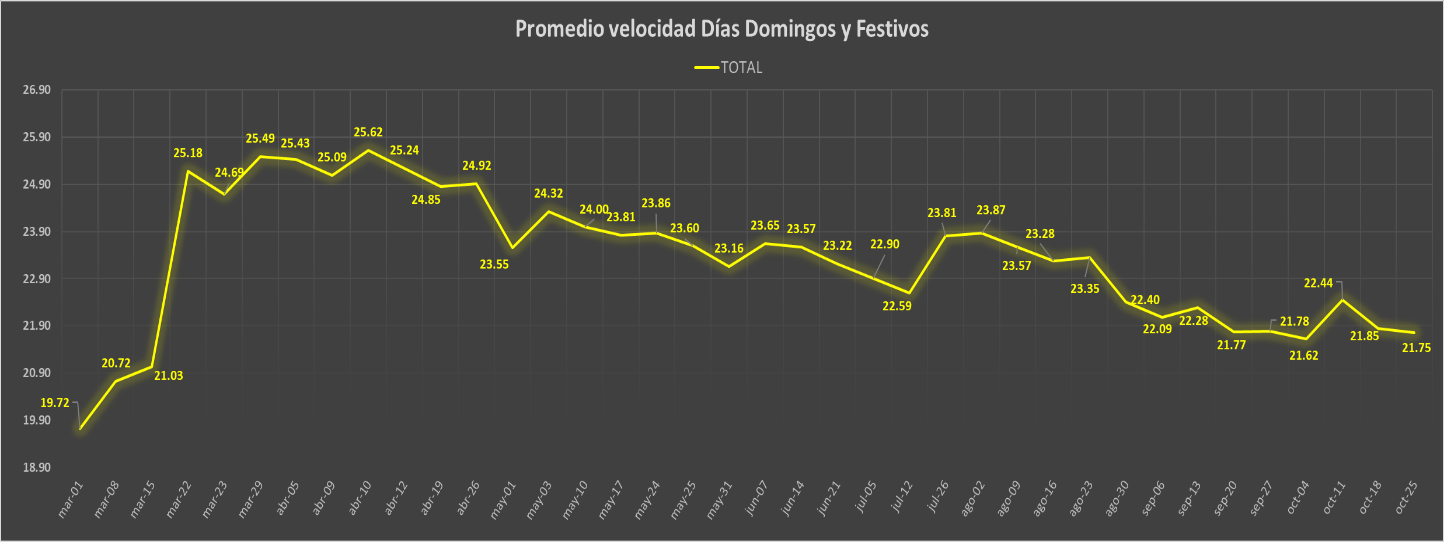 Promedio velocidad Días Domingos y Festivos
TOTAL
26.90
25.90
24.90
23.90
22.90
21.90
20.90
19.90
18.90
19.72
20.72
21.03
25.18
24.69
25.49
25.43
25.09
25.62
25.24
24.85
24.92
23.55
24.32
24.00
23.81
23.86
23.60
23.16
23.65
23.57
23.22
22.90
22.59
23.81
23.87
23.57
23.28
23.35
22.40
22.09
22.28
21.77
21.78
21.62
22.44
21.85
21.75
mar-01
mar-08
mar-15
mar-22
mar-23
mar-29
abr-05
abr-09
abr-10
abr-12
abr-19
abr-26
may-01
may-03
may-10
may-17
may-24
may-25
may-31
jun-07
jun-14
jun-21
jul-05
jul-12
jul-26
ago-02
ago-09
ago-16
ago-23
ago-30
sep-06
sep-13
sep-20
sep-27
oct-04
oct-11
oct-18
oct-25